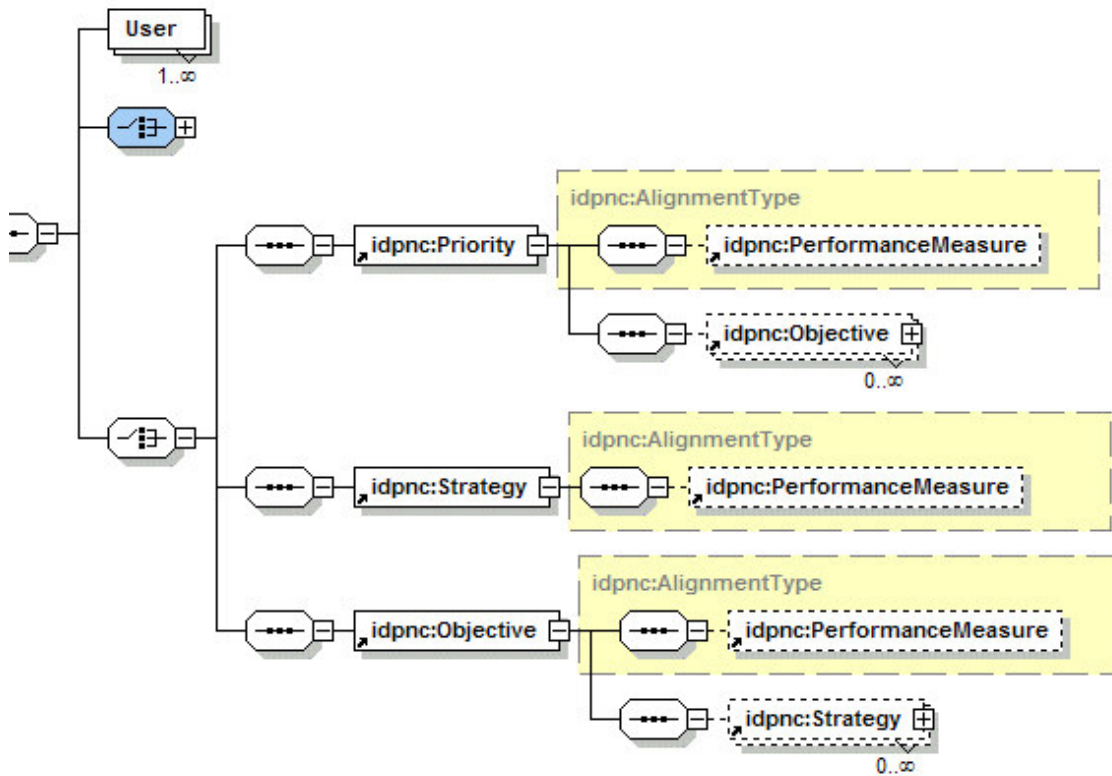 User
1..∞
idpnc:AlignmentType
idpnc:Priority
idpnc:PerformanceMeasure
idpnc:Objective
0..∞
idpnc:AlignmentType
idpnc:Strategy
idpnc:PerformanceMeasure
idpnc:AlignmentType
idpnc:Objective
idpnc:PerformanceMeasure
idpnc:Strategy
0..∞